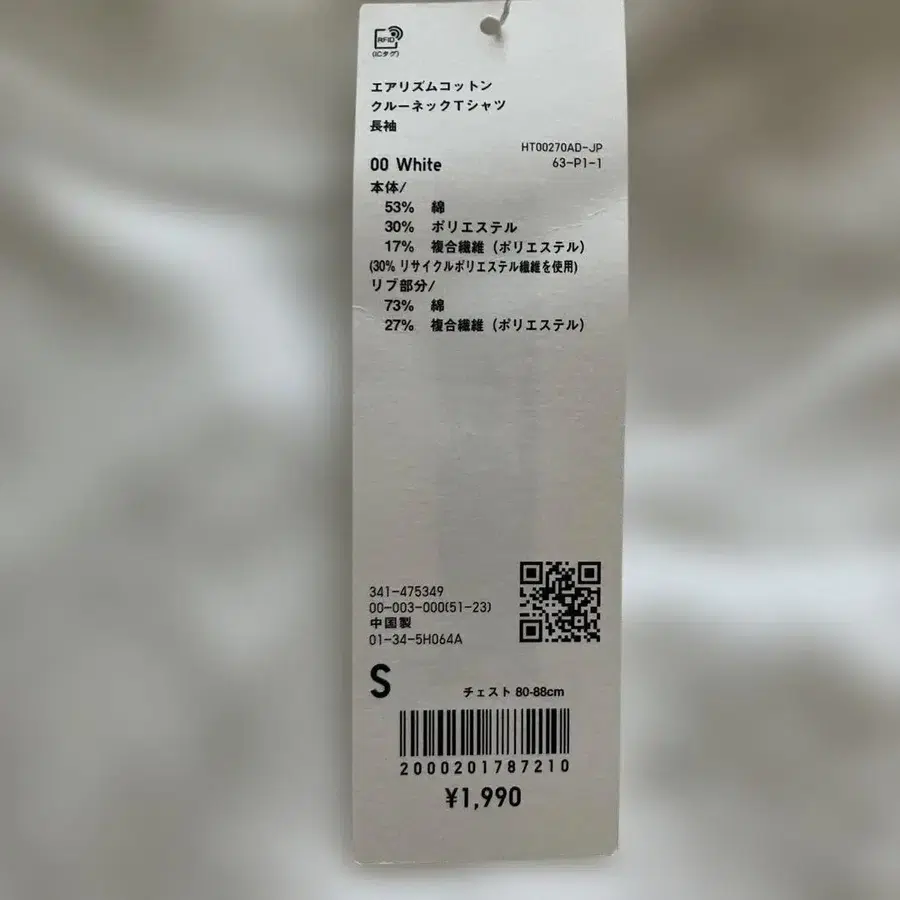 RFID
(ICタグ)
エアリズムコットン
クルーネックTシャツ
長袖
HT00270AD-JP
00 White
63-P1-1
本体/
53% 綿
30% ポリエステル
17% 複合繊維 (ポリエステル)
(30% リサイクルポリエステル繊維を使用)
リブ部分/
73% 綿
27% 複合繊維 (ポリエステル)
341-475349
00-003-000(51-23)
中国製
01-34-5H064A
S
チェスト 80-88cm
2000201787210
¥1,990